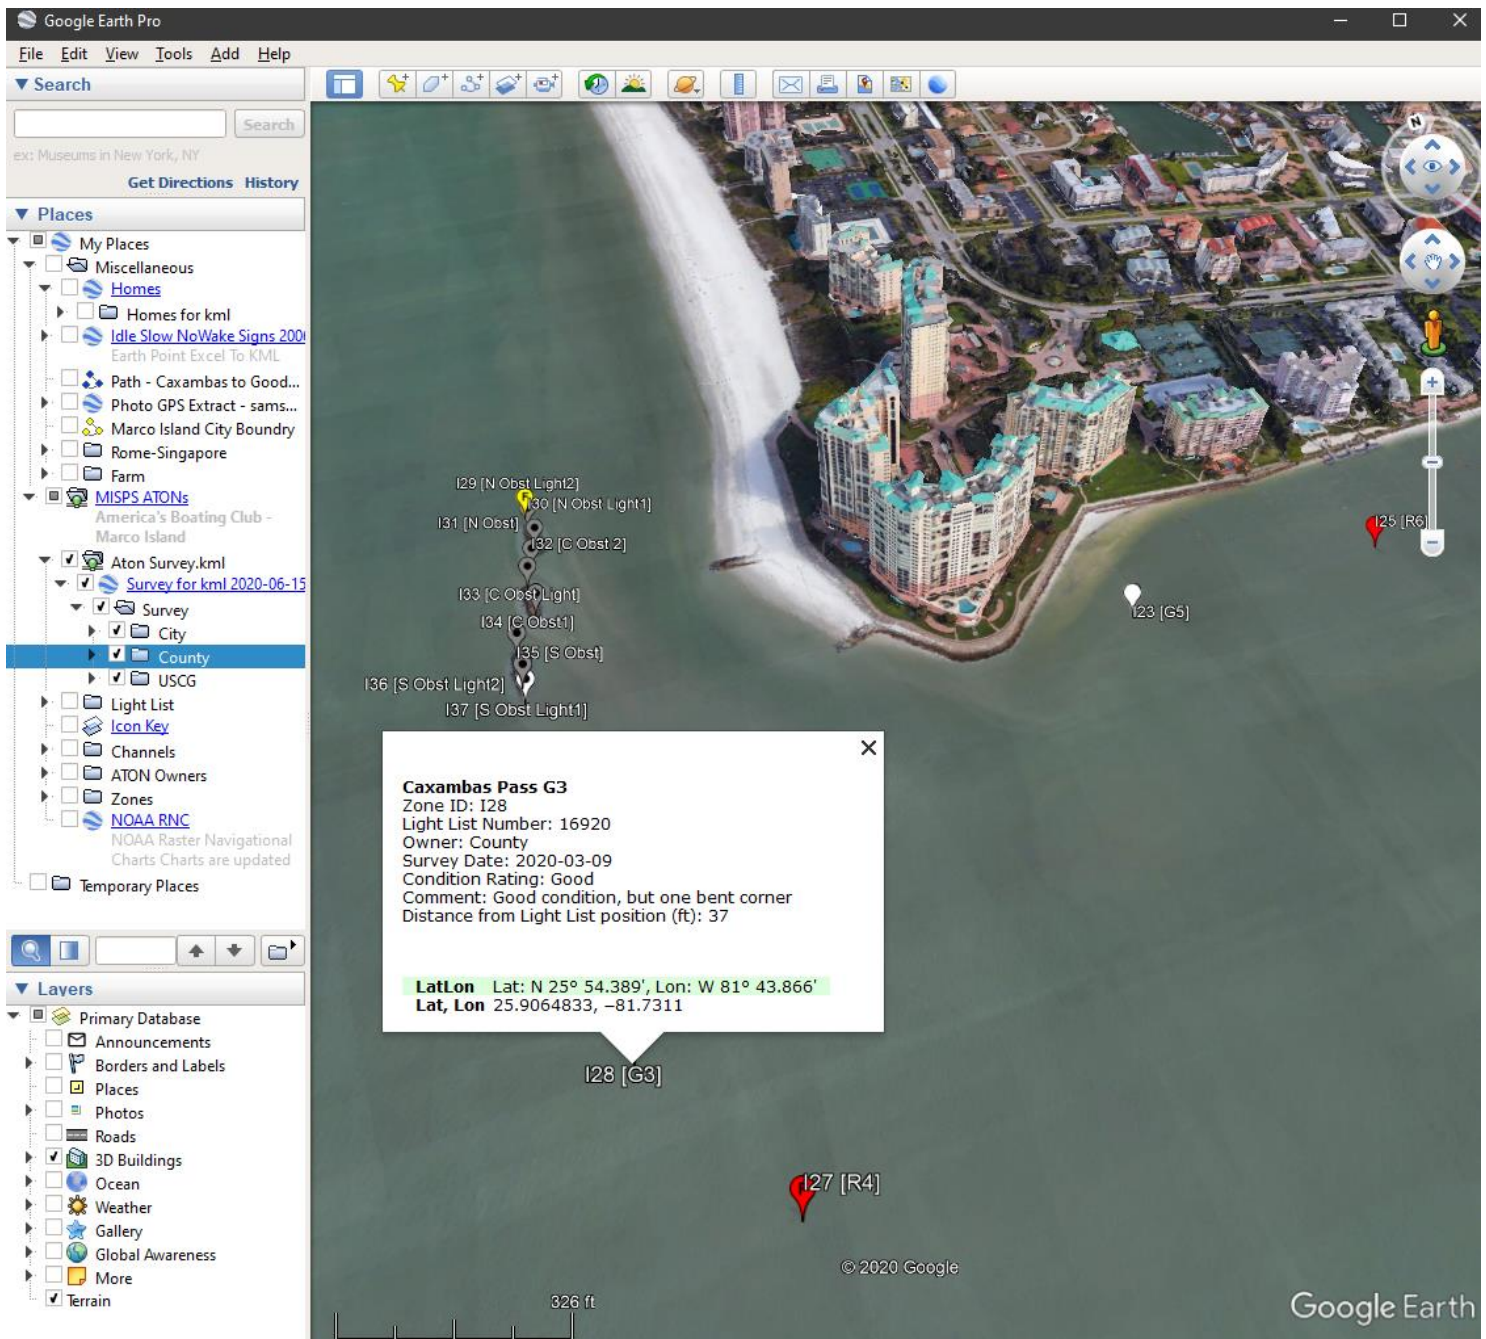 Google Earth Pro
File Edit View Tools Add Help
Search
Search
ex: Museums in New York, NY
Get Directions History
Places
My Places
Miscellaneous
Homes
Homes for kml
Idle Slow NoWake Signs 200
Earth Point Excel To KML
Path - Caxambas to Good...
Photo GPS Extract - sams...
Marco Island City Boundry
Rome-Singapore
Farm
MISPS ATONs
America's Boating Club -
Marco Island
Aton Survey.kml
Survey for kml 2020-06-15
Survey
City
County
USCG
Light List
Icon Key
Channels
ATON Owners
Zones
NOAA RNC
NOAA Raster Navigational
Charts Charts are updated
Temporary Places
Layers
Primary Database
Announcements
Borders and Labels
Places
Photos
Roads
3D Buildings
Ocean
Weather
Gallery
Global Awareness
More
Terrain
N
I29 [N Obst Light2]
I30 [N Obst Light1]
I31 [N Obst]
I32 [C Obst 2]
I33 [C Obst Light]
I34 [C Obst1]
I35 [S Obst]
I36 [S Obst Light2]
I37 [S Obst Light1]
I25 [R6]
I23 [G5]
Caxambas Pass G3
Zone ID: I28
Light List Number: 16920
Owner: County
Survey Date: 2020-03-09
Condition Rating: Good
Comment: Good condition, but one bent corner
Distance from Light List position (ft): 37
LatLon Lat: N 25° 54.389', Lon: W 81° 43.866'
Lat, Lon 25.9064833, −81.7311
I28 [G3]
I27 [R4]
© 2020 Google
326 ft
Google Earth